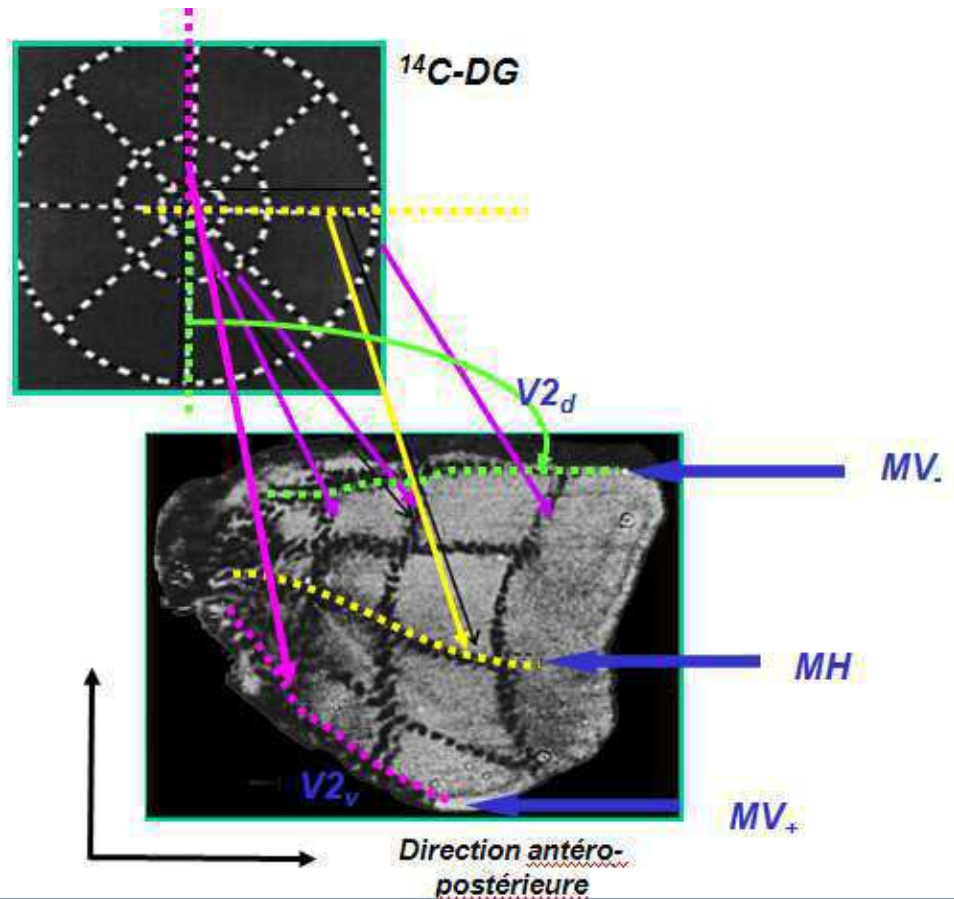 ¹⁴C-DG
V2d
MV-
MH
V2v
MV+
Direction antéro-
postérieure